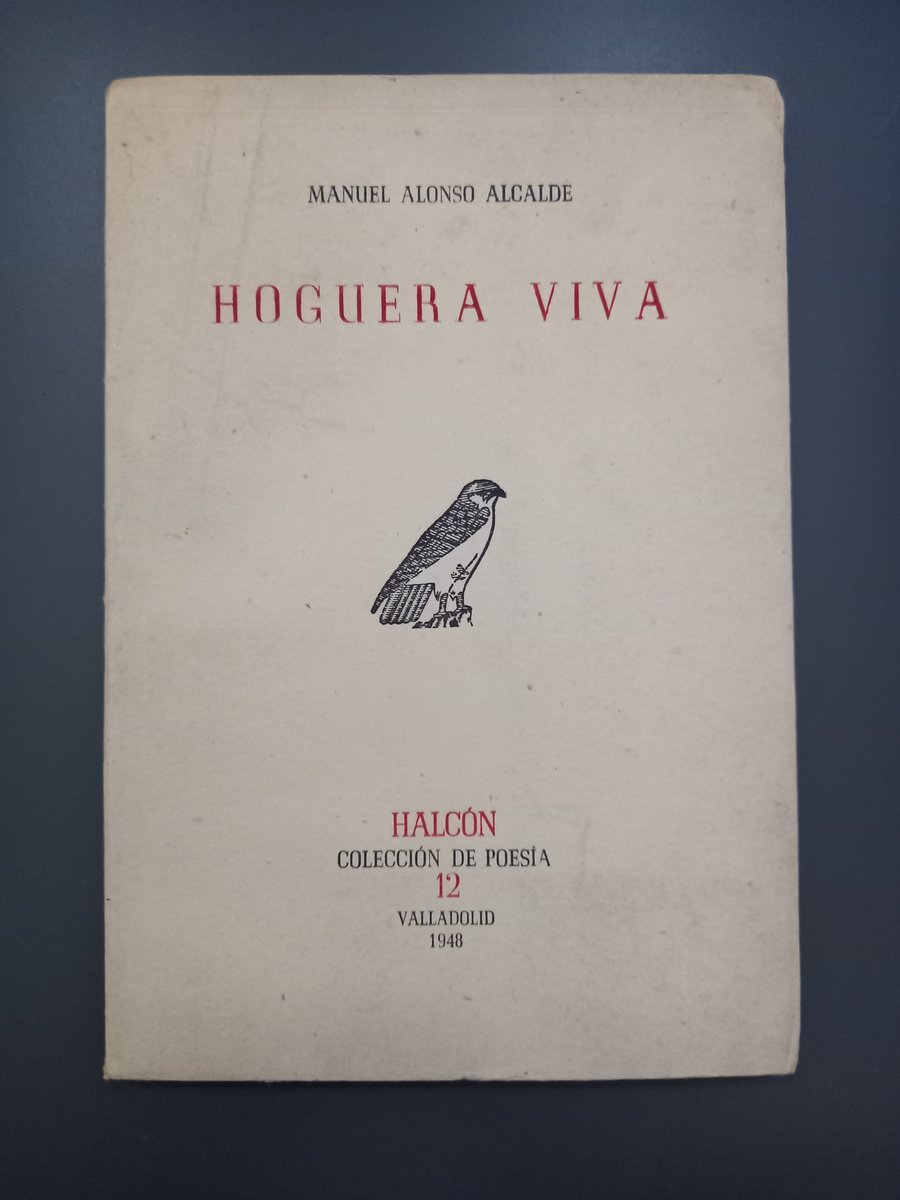 MANUEL ALONSO ALCALDE
HOGUERA VIVA
HALCÓN
COLECCIÓN DE POESÍA
12
VALLADOLID
1948